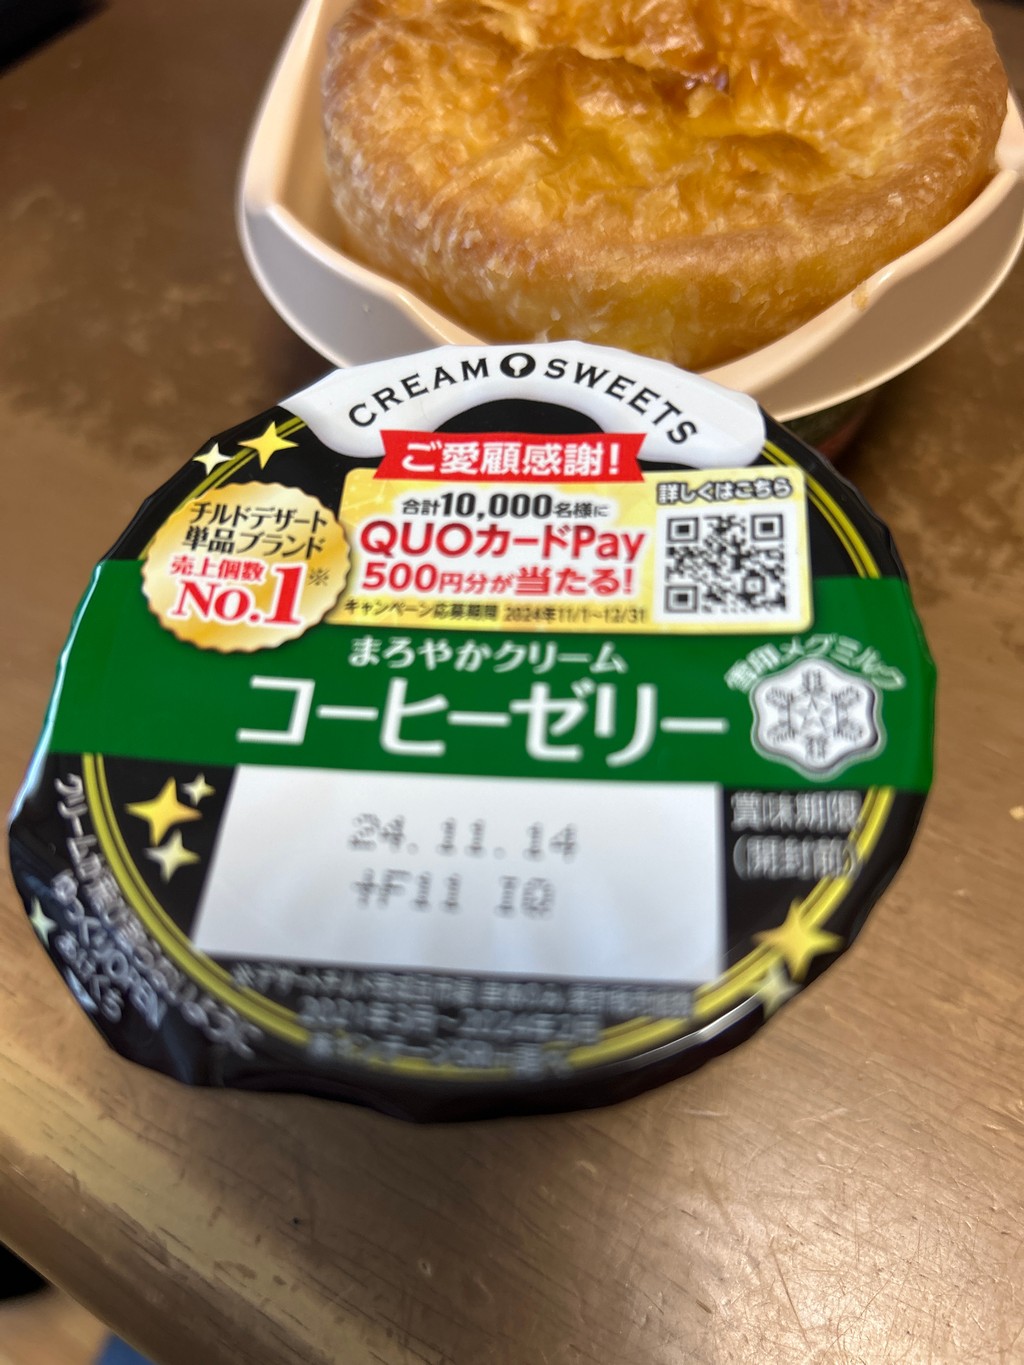 CREAM SWEETS
ご愛顧感謝!
チルドデザート
単品ブランド
売上個数
No.1※
合計10,000名様に
QUOカードPay
500円分が当たる!
キャンペーン応募期間 2024年11/1~12/31
詳しくはこちら
まろやかクリーム
コーヒーゼリー
雪印メグミルク
賞味期限
(開封前)
24.11.14